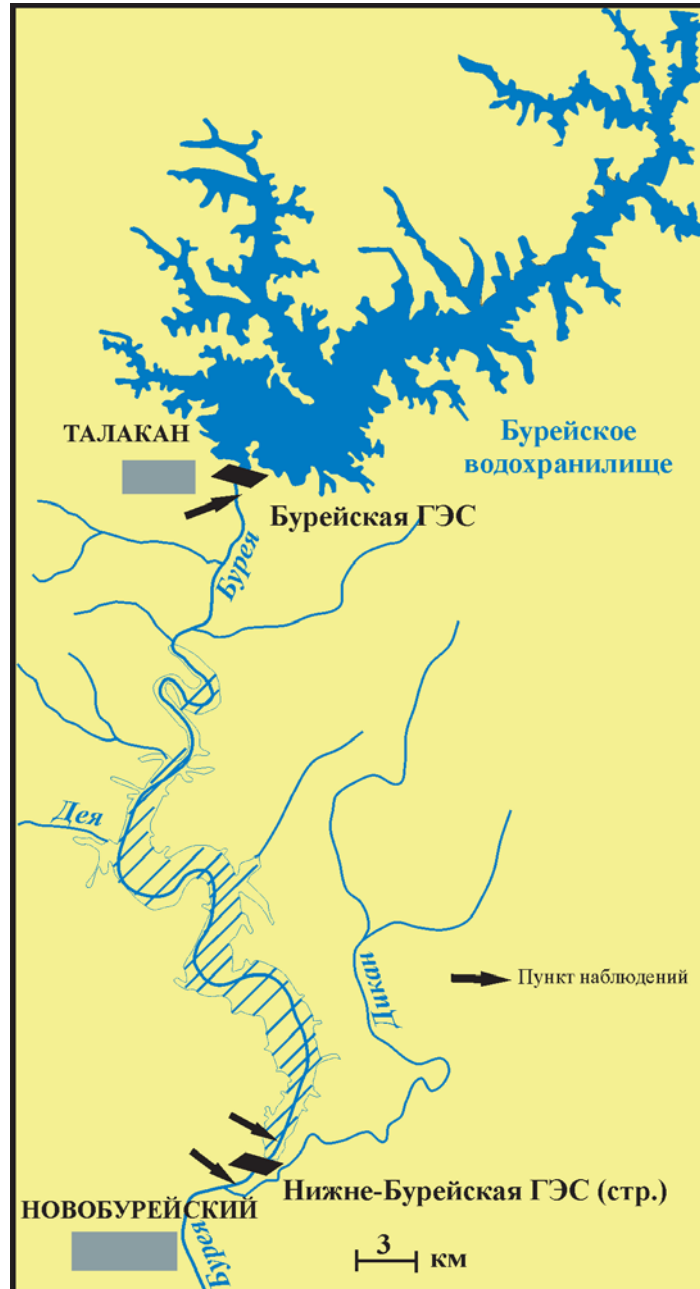 ТАЛАКАН
Бурейское
водохранилище
Бурейская ГЭС
Бурея
Дея
Дикан
Пункт наблюдений
Нижне-Бурейская ГЭС (стр.)
НОВОБУРЕЙСКИЙ
Бурея
3
км